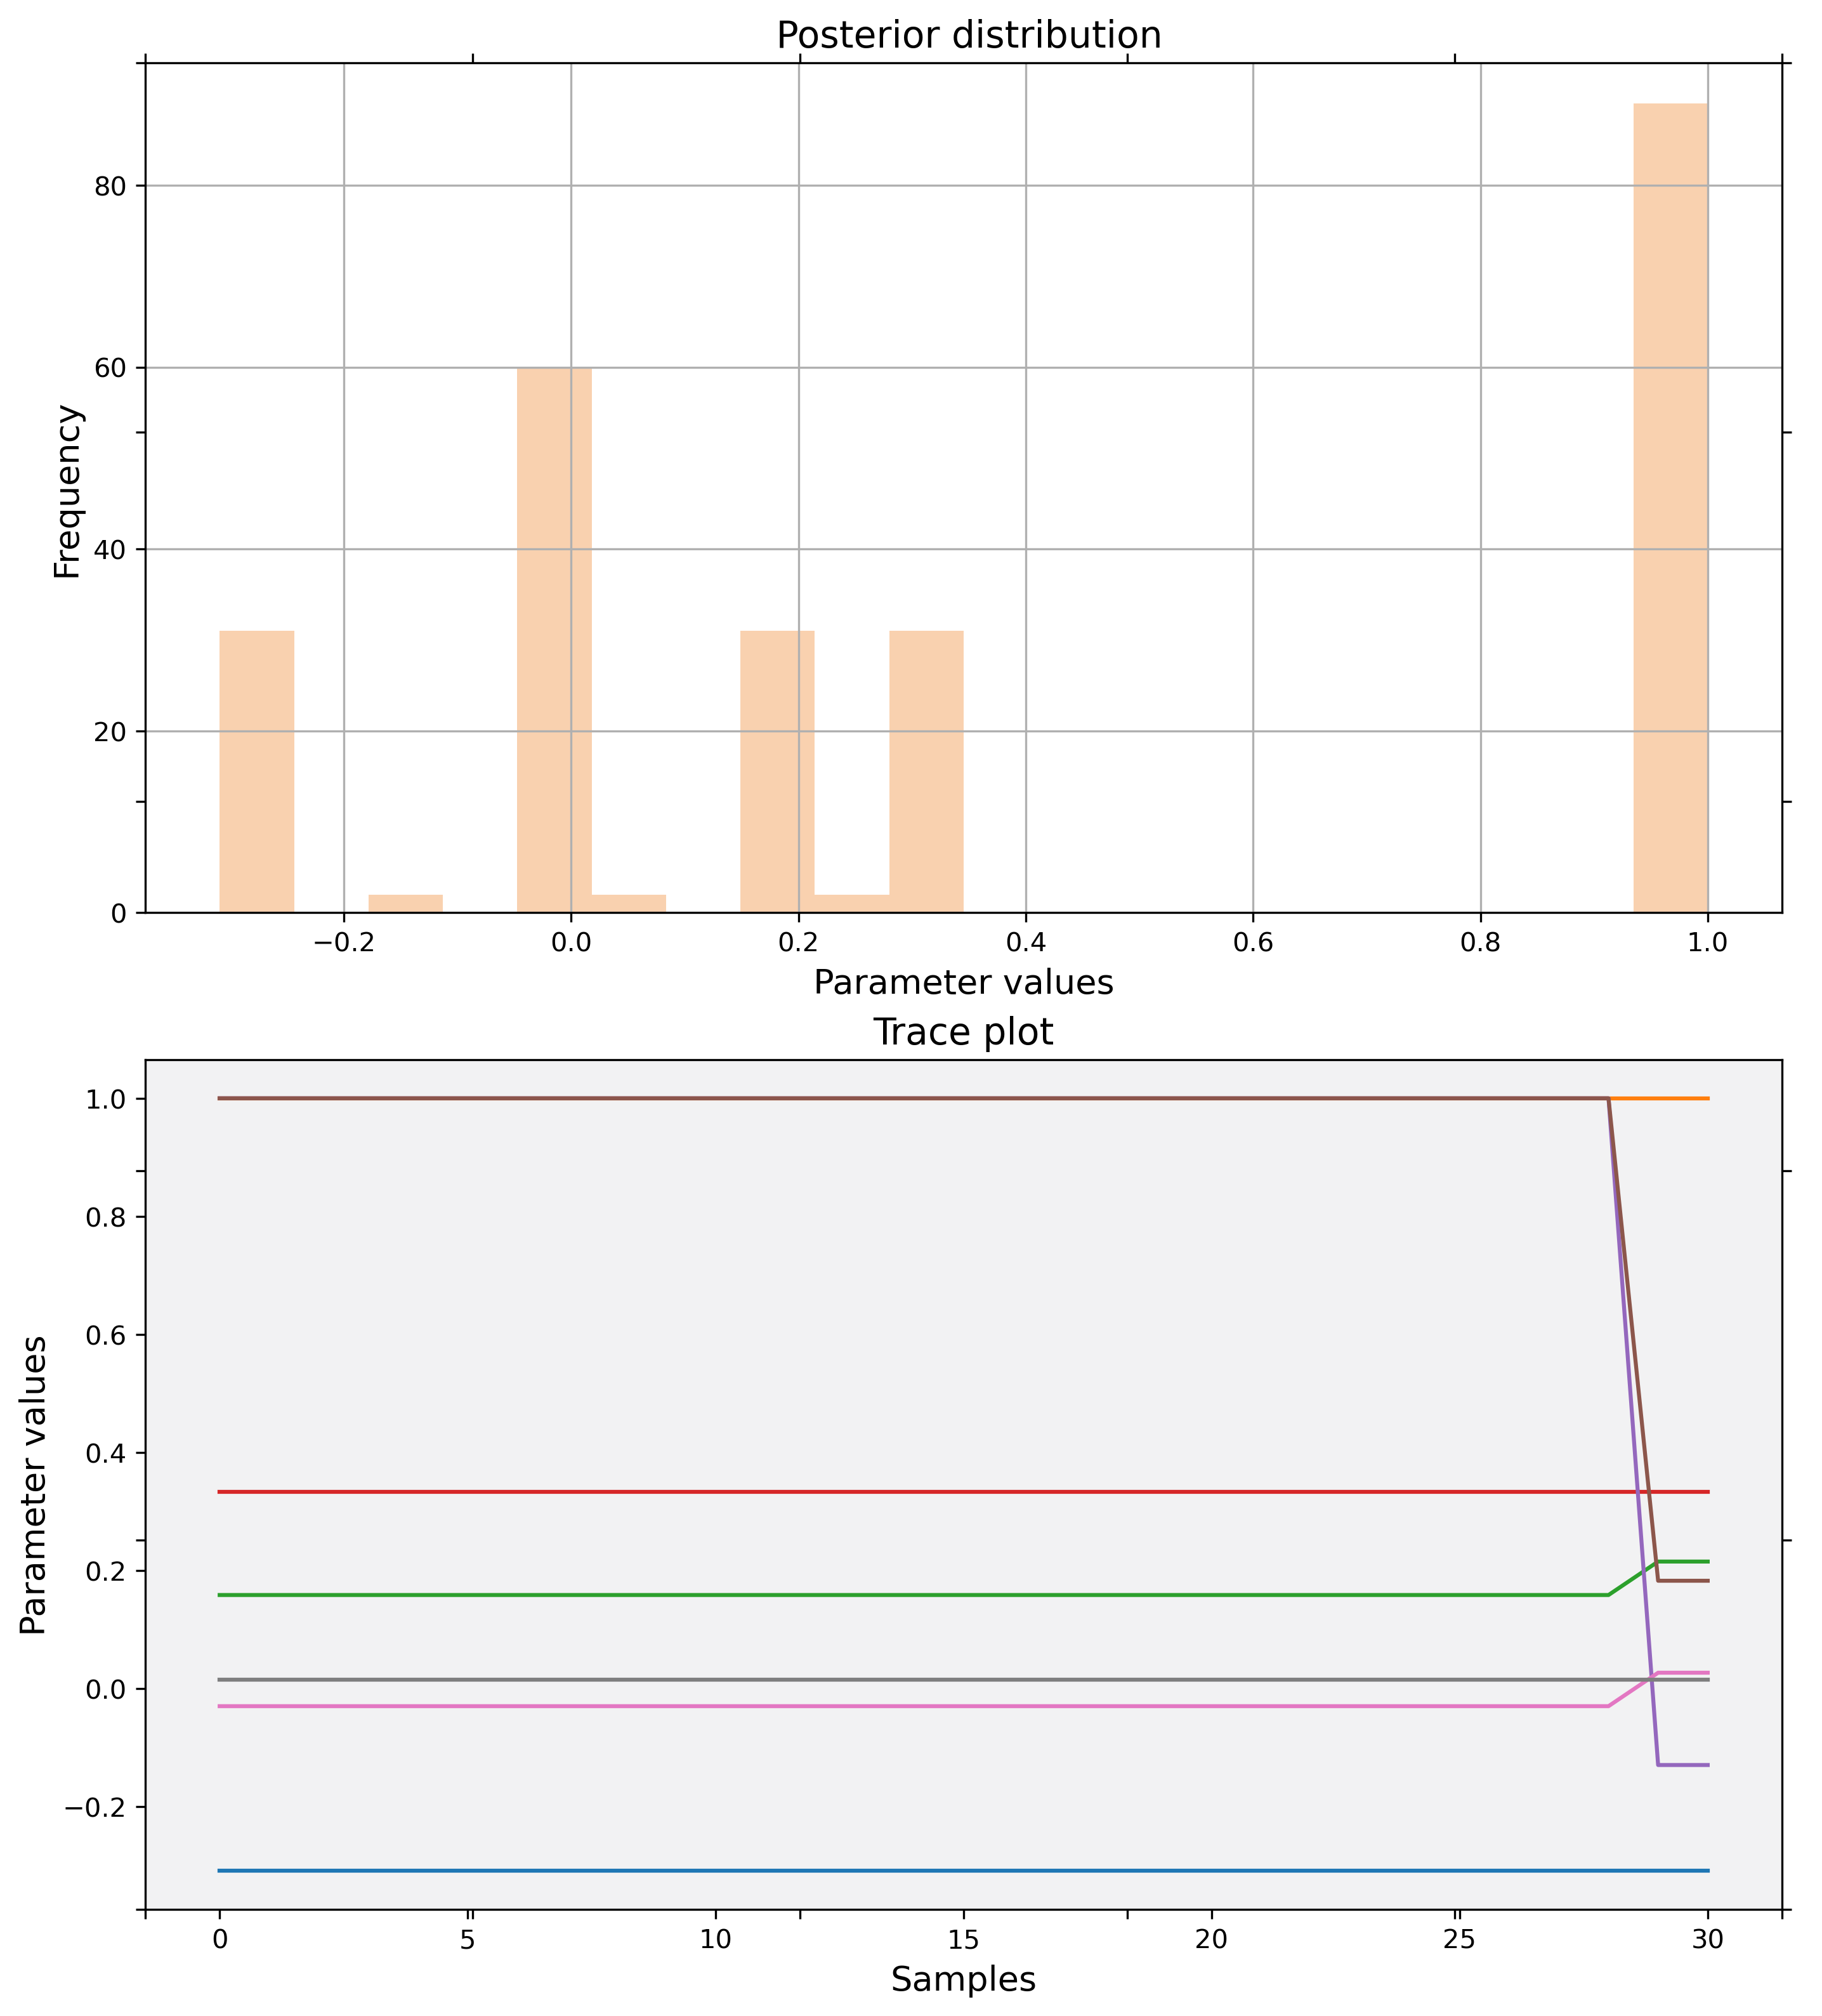 Posterior distribution
Frequency
80
60
40
20
0
−0.2 0.0 0.2 0.4 0.6 0.8 1.0
Parameter values
Trace plot
Parameter values
1.0
0.8
0.6
0.4
0.2
0.0
−0.2
0 5 10 15 20 25 30
Samples